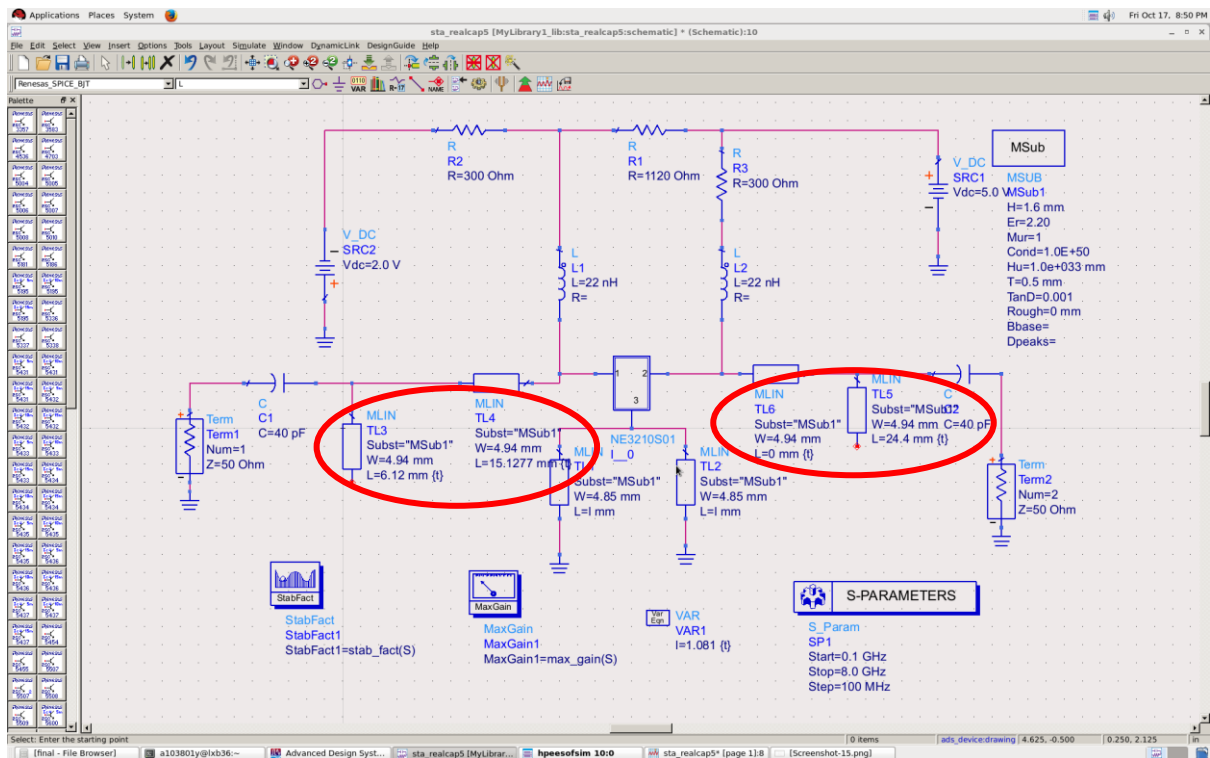 Applications Places System
Fri Oct 17, 8:50 PM
sta_realcap5 [MyLibrary1_lib:sta_realcap5:schematic] * (Schematic):10
File Edit Select View Insert Options Tools Layout Simulate Window DynamicLink DesignGuide Help
VAR
NAME
Renesas_SPICE_BJT
L
Palette
R
R2
R=300 Ohm
R
R1
R=1120 Ohm
R
R3
R=300 Ohm
V_DC
SRC1
Vdc=5.0 V
MSub
MSUB
MSub1
H=1.6 mm
Er=2.20
Mur=1
Cond=1.0E+50
Hu=1.0e+033 mm
T=0.5 mm
TanD=0.001
Rough=0 mm
Bbase=
Dpeaks=
V_DC
SRC2
Vdc=2.0 V
L
L1
L=22 nH
R=
L
L2
L=22 nH
R=
1 2
3
NE3210S01
I__0
Term
Term1
Num=1
Z=50 Ohm
C
C1
C=40 pF
MLIN
TL3
Subst="MSub1"
W=4.94 mm
L=6.12 mm {t}
MLIN
TL4
Subst="MSub1"
W=4.94 mm
L=15.1277 mm {t}
MLIN
TL1
Subst="MSub1"
W=4.85 mm
L=l mm
MLIN
TL2
Subst="MSub1"
W=4.85 mm
L=l mm
MLIN
TL6
Subst="MSub1"
W=4.94 mm
L=0 mm {t}
MLIN
TL5
Subst="MSub1"
W=4.94 mm
L=24.4 mm {t}
C
C2
C=40 pF
Term
Term2
Num=2
Z=50 Ohm
StabFact
StabFact
StabFact1
StabFact1=stab_fact(S)
MaxGain
MaxGain
MaxGain1
MaxGain1=max_gain(S)
Var
Eqn
VAR
VAR1
l=1.081 {t}
S-PARAMETERS
S_Param
SP1
Start=0.1 GHz
Stop=8.0 GHz
Step=100 MHz
Select: Enter the starting point
0 items
ads_device:drawing
4.625, -0.500
0.250, 2.125
in
[final - File Browser]
a103801y@lxb36:~
Advanced Design Syst...
sta_realcap5 [MyLibrar...
hpeesofsim 10:0
sta_realcap5* [page 1]:8
[Screenshot-15.png]